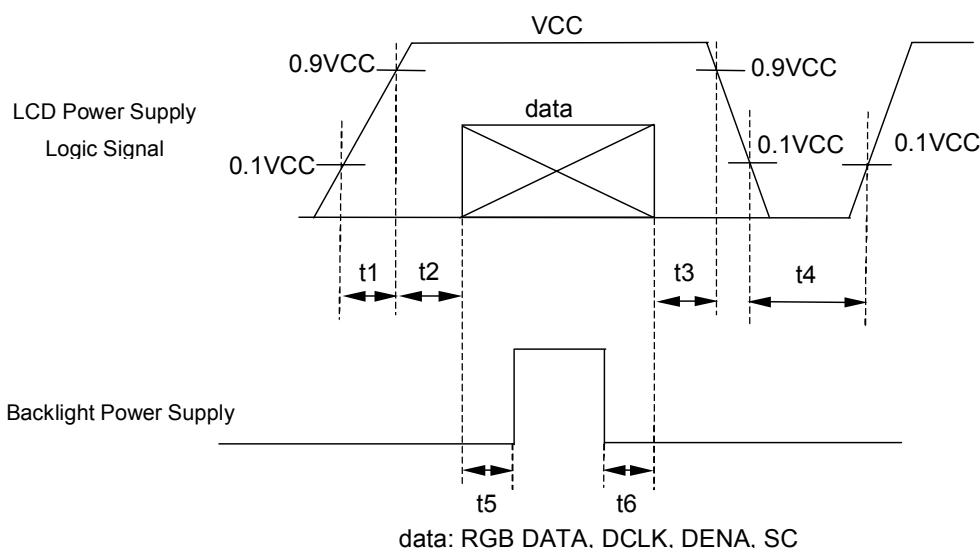 VCC
0.9VCC
0.9VCC
LCD Power Supply
data
Logic Signal
0.1VCC
0.1VCC
0.1VCC
t1
t2
t3
t4
Backlight Power Supply
t5
t6
data: RGB DATA, DCLK, DENA, SC